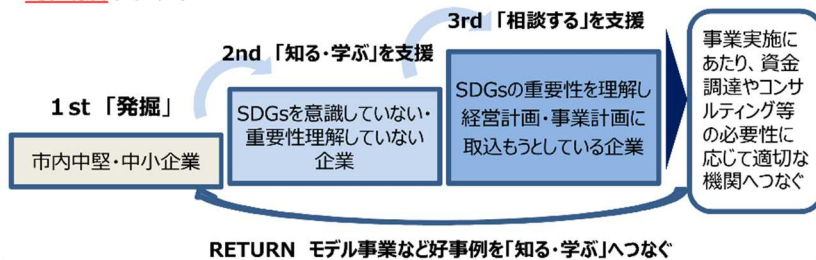 3rd 「相談する」を支援
2nd 「知る・学ぶ」を支援
1st 「発掘」
市内中堅・中小企業
SDGsを意識していない・
重要性理解していない
企業
SDGsの重要性を理解し
経営計画・事業計画に
取込もうとしている企業
事業実施に
あたり、資金
調達やコンサ
ルティング等
の必要性に
応じて適切な
機関へつなぐ
RETURN モデル事業など好事例を「知る・学ぶ」へつなぐ